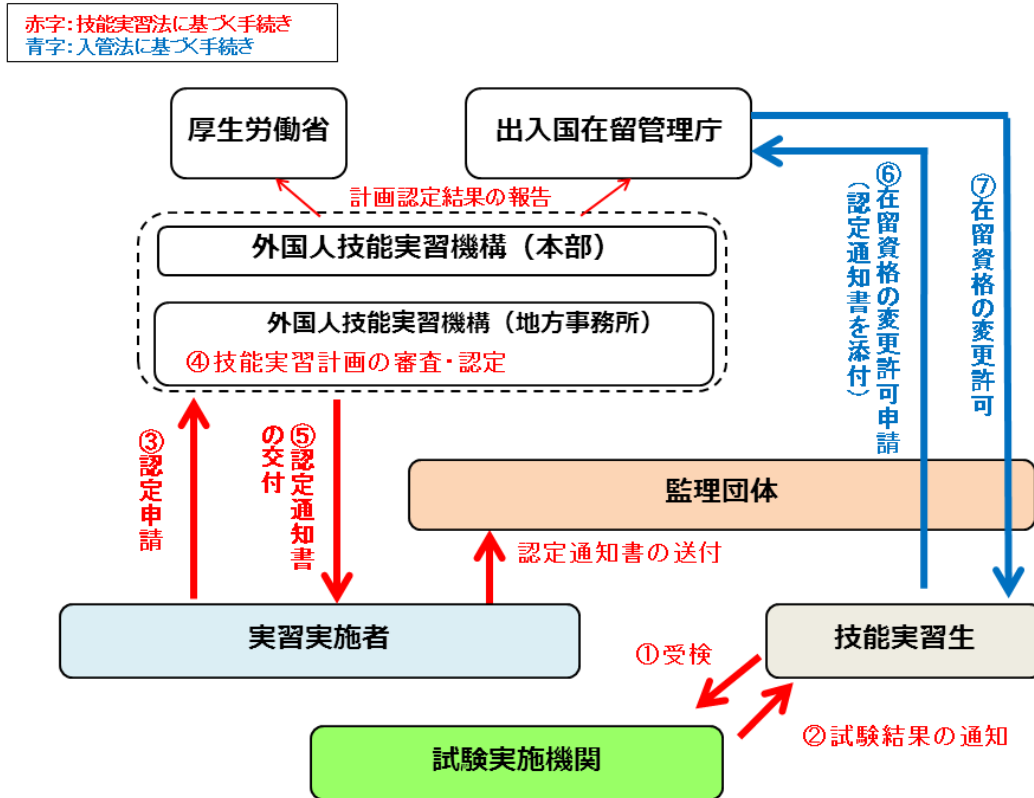 赤字:技能実習法に基づく手続き
青字:入管法に基づく手続き
厚生労働省
出入国在留管理庁
計画認定結果の報告
外国人技能実習機構（本部）
外国人技能実習機構（地方事務所）
④技能実習計画の審査・認定
③認定申請
⑤認定通知書
の交付
⑥在留資格の変更許可申請
（認定通知書を添付）
⑦在留資格の変更許可
監理団体
認定通知書の送付
実習実施者
技能実習生
①受検
②試験結果の通知
試験実施機関